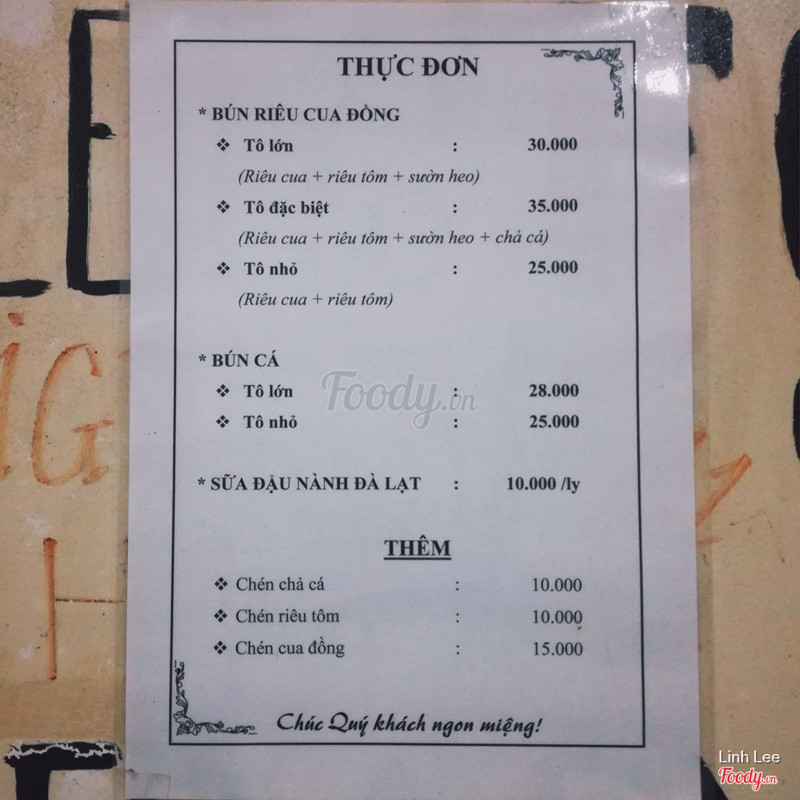 THỰC ĐƠN
* BÚN RIÊU CUA ĐỒNG
❖ Tô lớn : 30.000
(Riêu cua + riêu tôm + sườn heo)
❖ Tô đặc biệt : 35.000
(Riêu cua + riêu tôm + sườn heo + chả cá)
❖ Tô nhỏ : 25.000
(Riêu cua + riêu tôm)
* BÚN CÁ
❖ Tô lớn : 28.000
Foody.vn
❖ Tô nhỏ : 25.000
* SỮA ĐẬU NÀNH ĐÀ LẠT : 10.000 /ly
THÊM
❖ Chén chả cá : 10.000
❖ Chén riêu tôm : 10.000
❖ Chén cua đồng : 15.000
Chúc Quý khách ngon miệng!
Linh Lee
Foody.vn